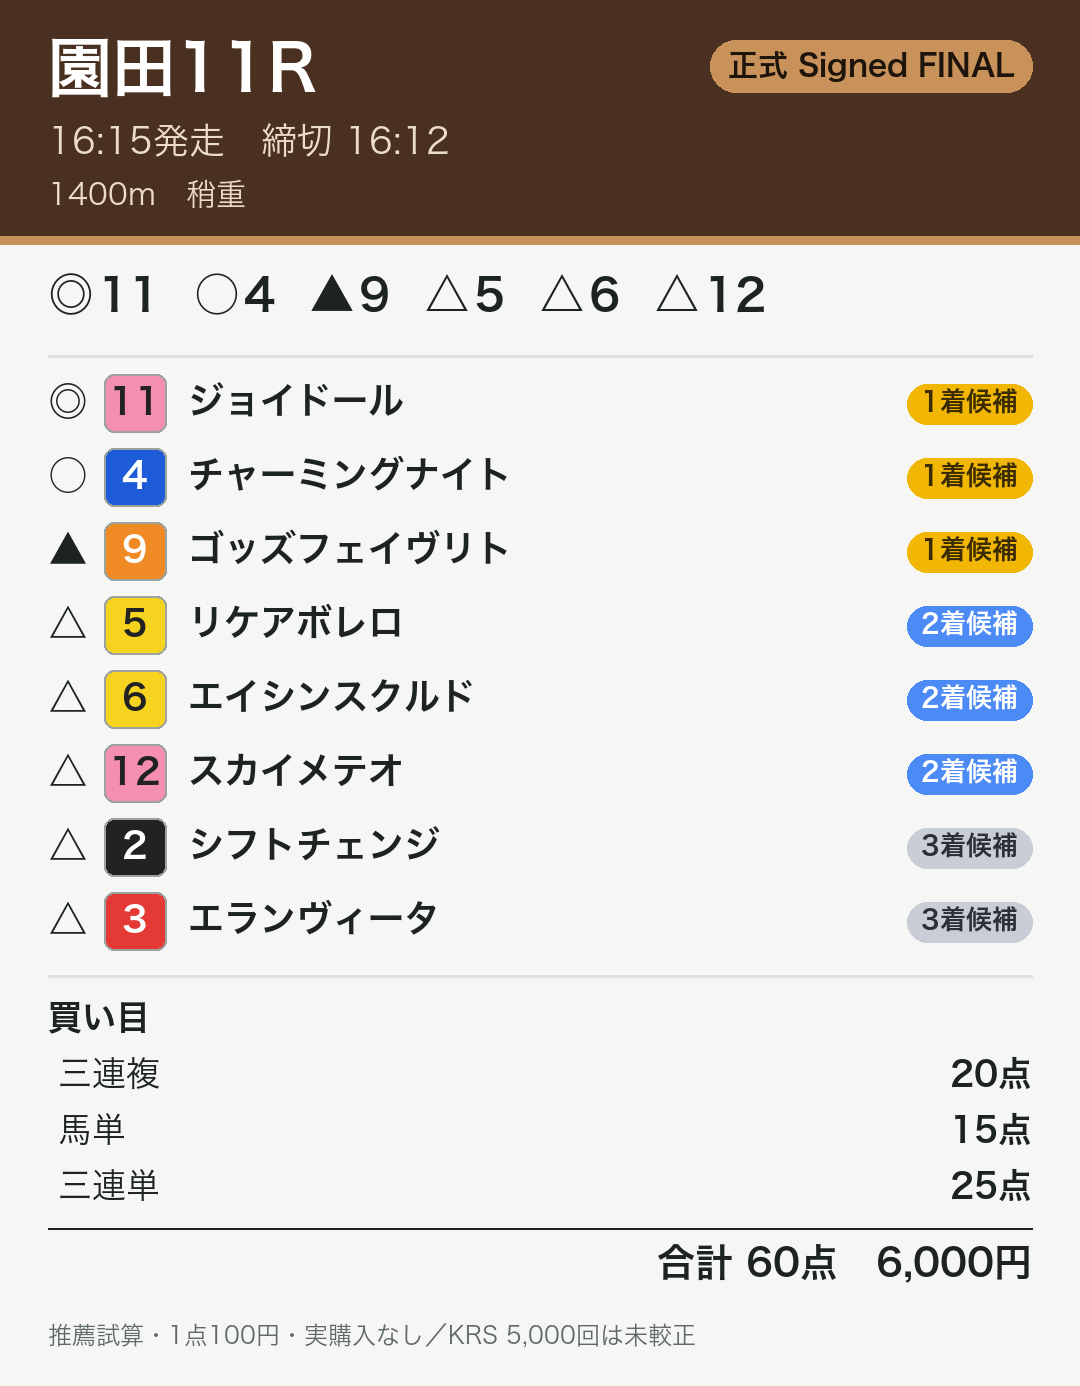 園田11R
正式 Signed FINAL
16:15発走　締切 16:12
1400m　稍重
◎11 ○4 ▲9 △5 △6 △12
◎ 11 ジョイドール 1着候補
○ 4 チャーミングナイト 1着候補
▲ 9 ゴッズフェイヴリト 1着候補
△ 5 リケアボレロ 2着候補
△ 6 エイシンスクルド 2着候補
△ 12 スカイメテオ 2着候補
△ 2 シフトチェンジ 3着候補
△ 3 エランヴィータ 3着候補
買い目
三連複 20点
馬単 15点
三連単 25点
合計 60点　6,000円
推薦試算・1点100円・実購入なし／KRS 5,000回は未較正